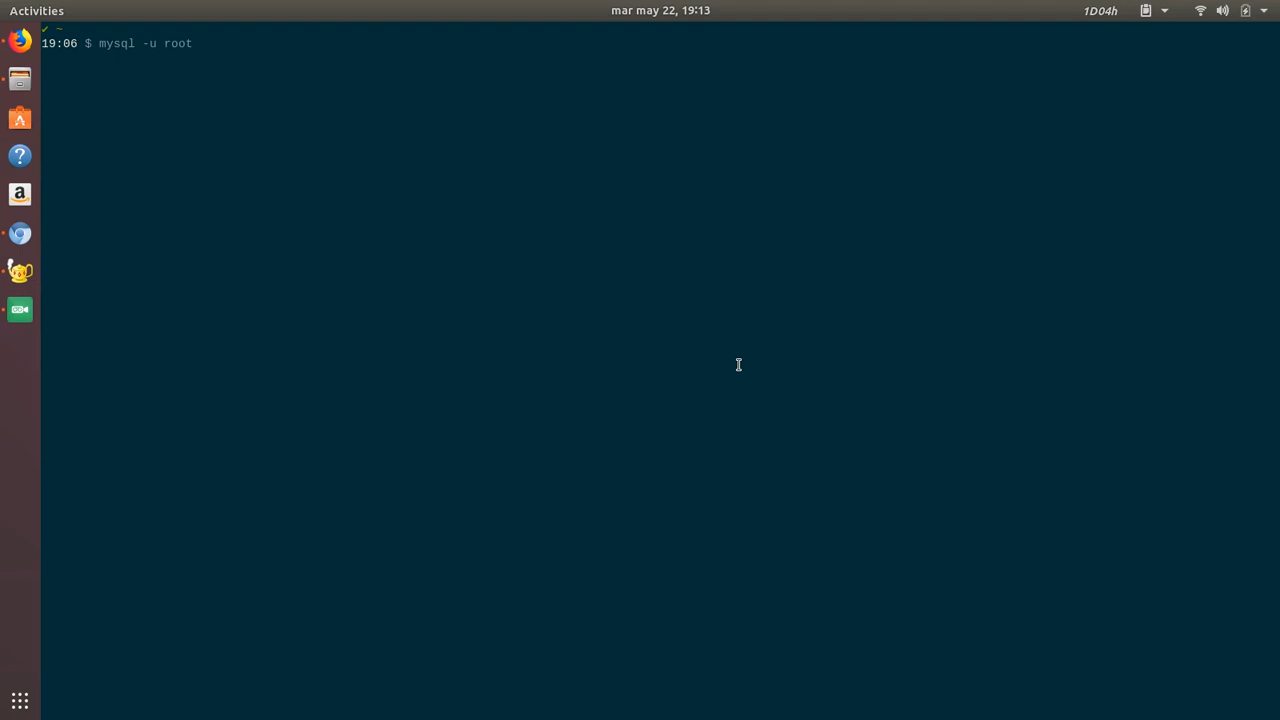 Activities
mar may 22, 19:13
1D04h
✔ ~
19:06 $ mysql -u root